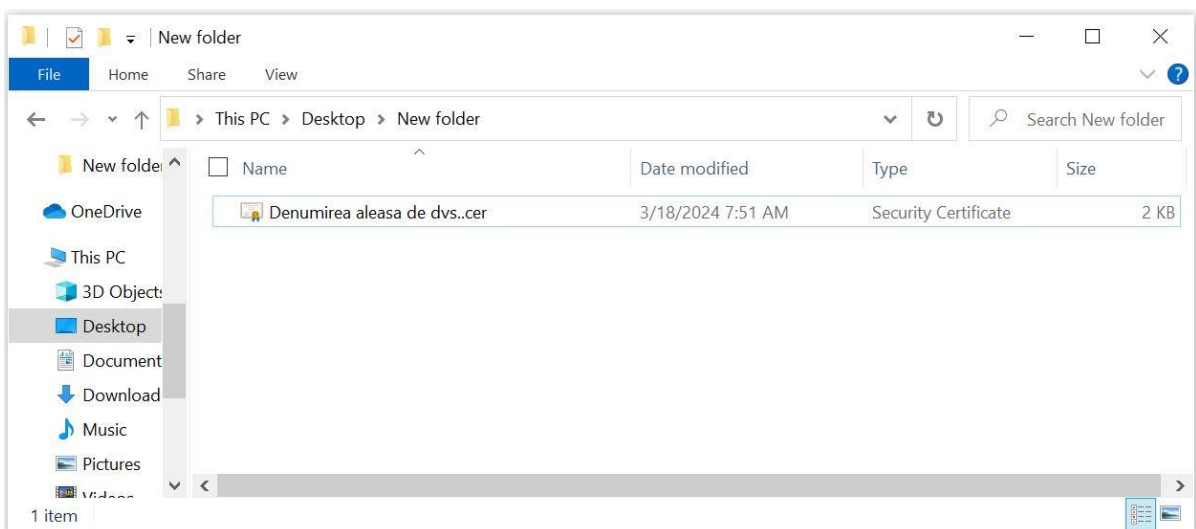 New folder
File Home Share View
This PC > Desktop > New folder
Search New folder
New folder
Name Date modified Type Size
OneDrive
Denumirea aleasa de dvs..cer 3/18/2024 7:51 AM Security Certificate 2 KB
This PC
3D Objects
Desktop
Document
Download
Music
Pictures
Videos
1 item